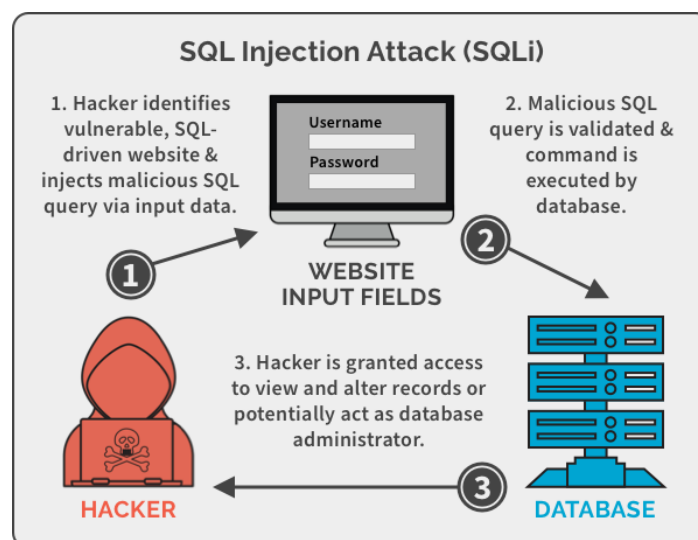 SQL Injection Attack (SQLi)
1. Hacker identifies
vulnerable, SQL-
driven website &
injects malicious SQL
query via input data.
Username
Password
2. Malicious SQL
query is validated &
command is
executed by
database.
1
2
WEBSITE
INPUT FIELDS
3. Hacker is granted access
to view and alter records or
potentially act as database
administrator.
3
HACKER
DATABASE